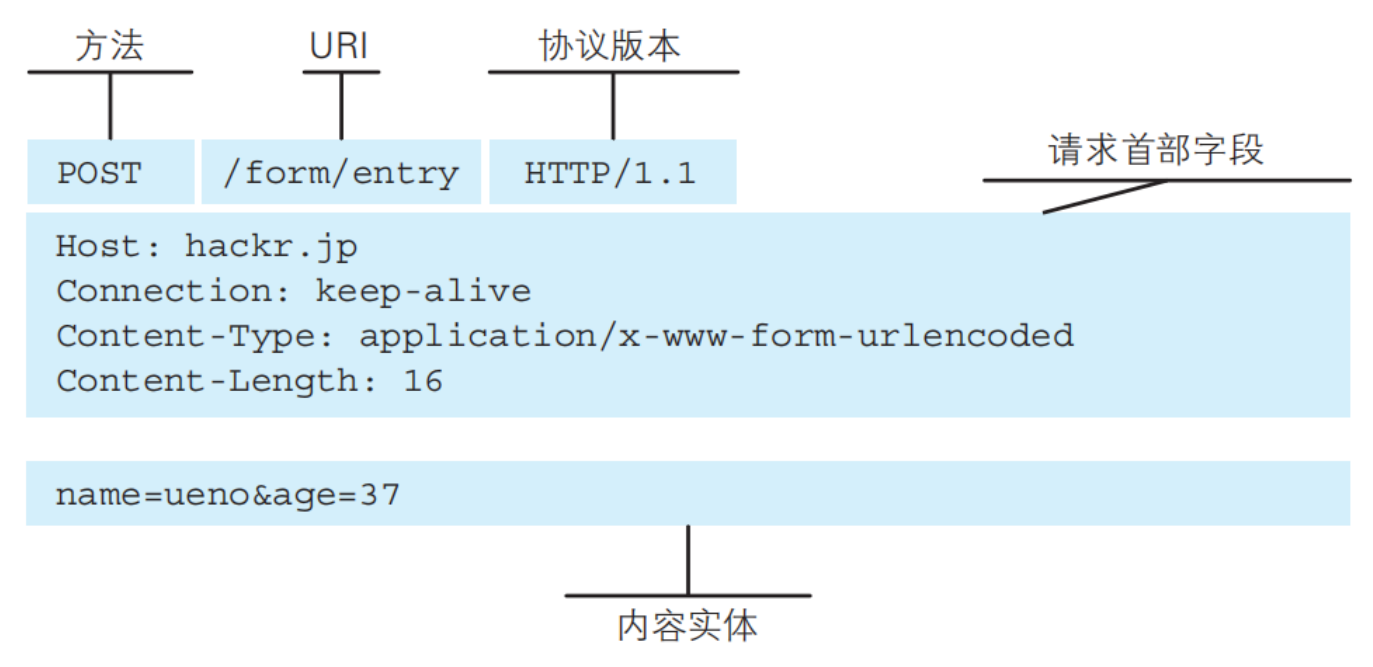 方法 URI 协议版本
请求首部字段
POST /form/entry HTTP/1.1
Host: hackr.jp
Connection: keep-alive
Content-Type: application/x-www-form-urlencoded
Content-Length: 16
name=ueno&age=37
内容实体